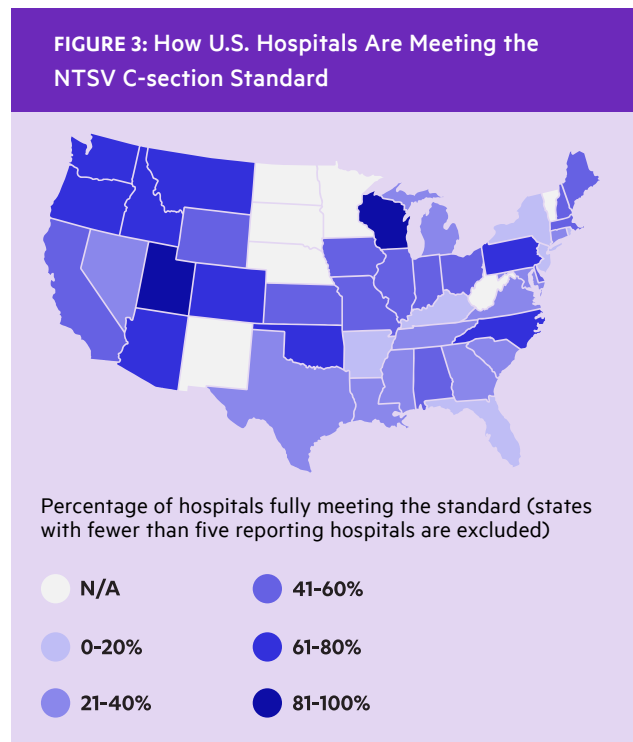 FIGURE 3: How U.S. Hospitals Are Meeting the
NTSV C-section Standard
Percentage of hospitals fully meeting the standard (states
with fewer than five reporting hospitals are excluded)
N/A
41-60%
0-20%
61-80%
21-40%
81-100%